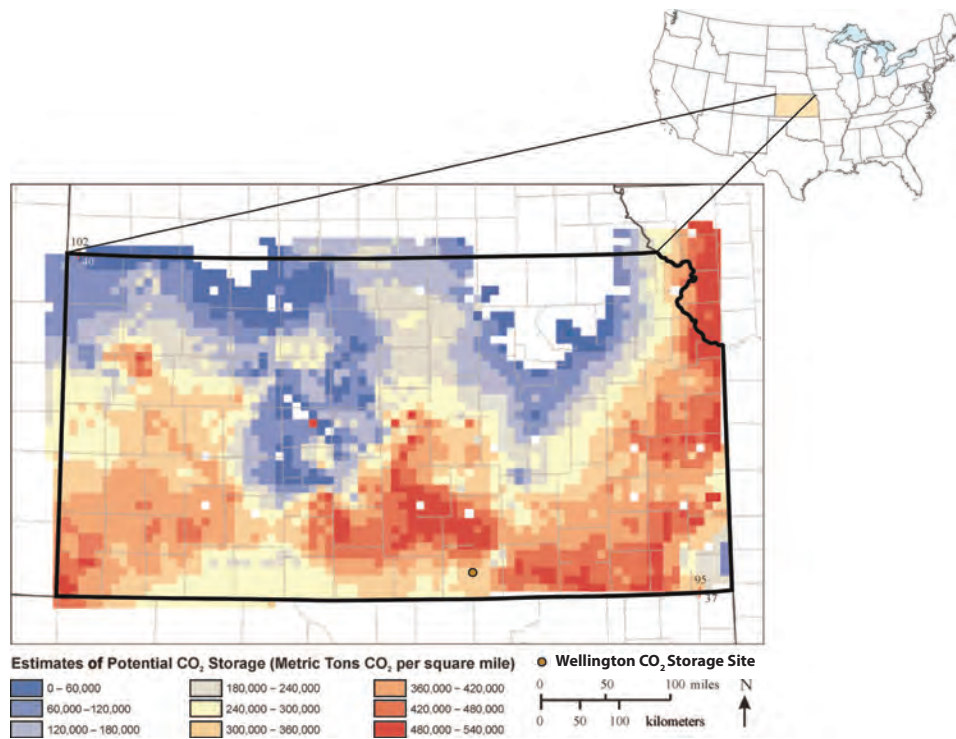 102
40
95
37
Estimates of Potential CO₂ Storage (Metric Tons CO₂ per square mile)
0 – 60,000
60,000 –120,000
120,000 – 180,000
180,000 – 240,000
240,000 – 300,000
300,000 – 360,000
360,000 – 420,000
420,000 – 480,000
480,000 – 540,000
Wellington CO₂ Storage Site
0 50 100 miles
0 50 100 kilometers
N